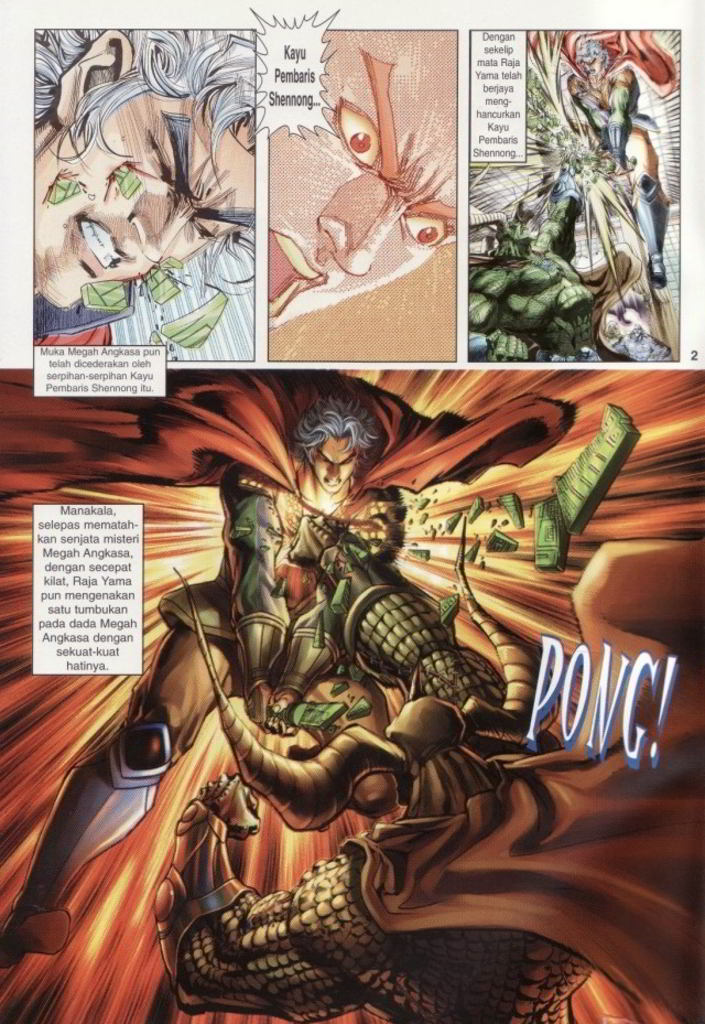 Kayu
Pembaris
Shennong...
Dengan
sekelip
mata Raja
Yama telah
berjaya
meng-
hancurkan
Kayu
Pembaris
Shennong...
Muka Megah Angkasa pun
telah dicederakan oleh
serpihan-serpihan Kayu
Pembaris Shennong itu.
2
Manakala,
selepas mematah-
kan senjata misteri
Megah Angkasa,
dengan secepat
kilat, Raja Yama
pun mengenakan
satu tumbukan
pada dada Megah
Angkasa dengan
sekuat-kuat
hatinya.
PONG!